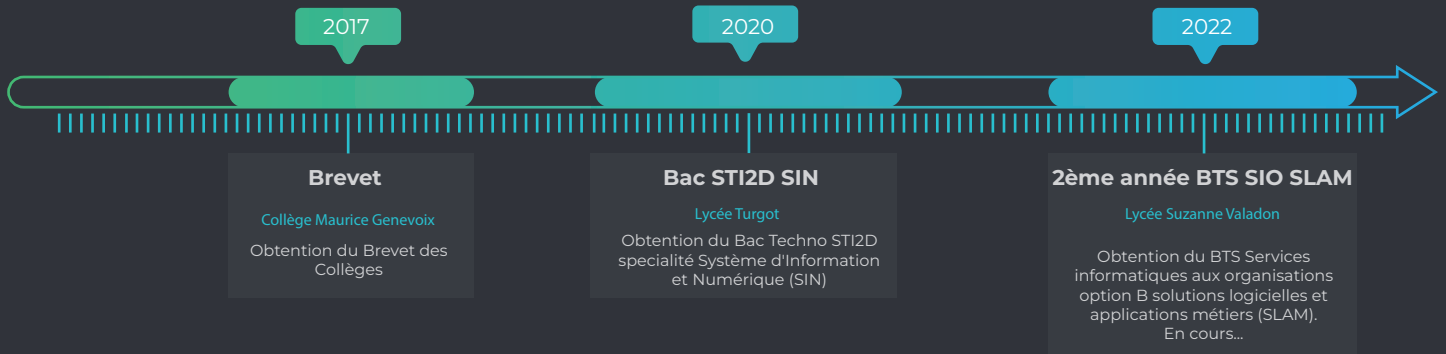 2017
2020
2022
Brevet
Collège Maurice Genevoix
Obtention du Brevet des
Collèges
Bac STI2D SIN
Lycée Turgot
Obtention du Bac Techno STI2D
specialité Système d'Information
et Numérique (SIN)
2ème année BTS SIO SLAM
Lycée Suzanne Valadon
Obtention du BTS Services
informatiques aux organisations
option B solutions logicielles et
applications métiers (SLAM).
En cours...